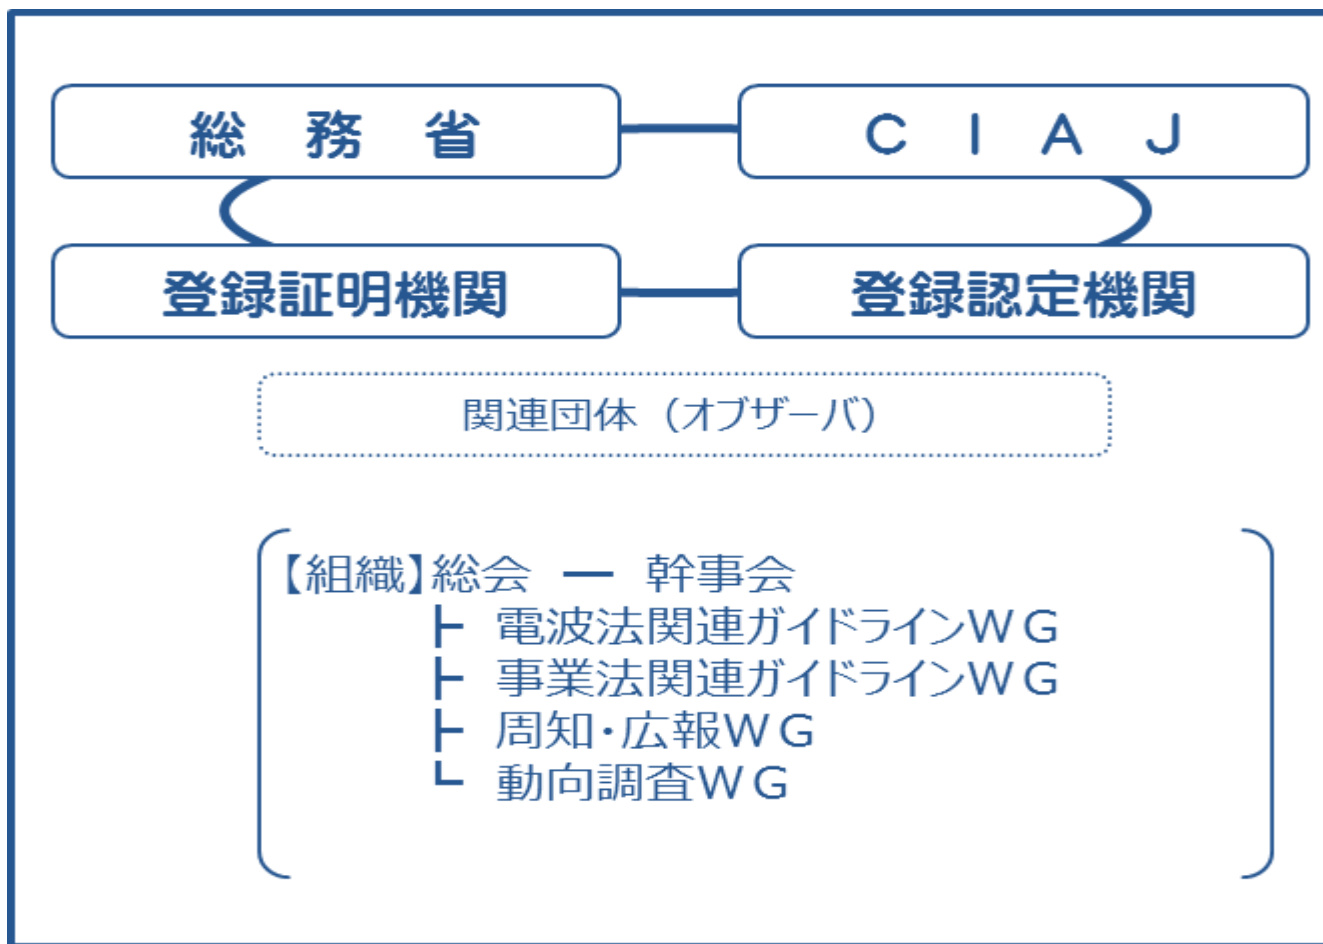 総　務　省
Ｃ　Ｉ　Ａ　Ｊ
登録証明機関
登録認定機関
関連団体（オブザーバ）
【組織】総会 ━ 幹事会
┣ 電波法関連ガイドラインＷＧ
┣ 事業法関連ガイドラインＷＧ
┣ 周知・広報ＷＧ
┗ 動向調査ＷＧ